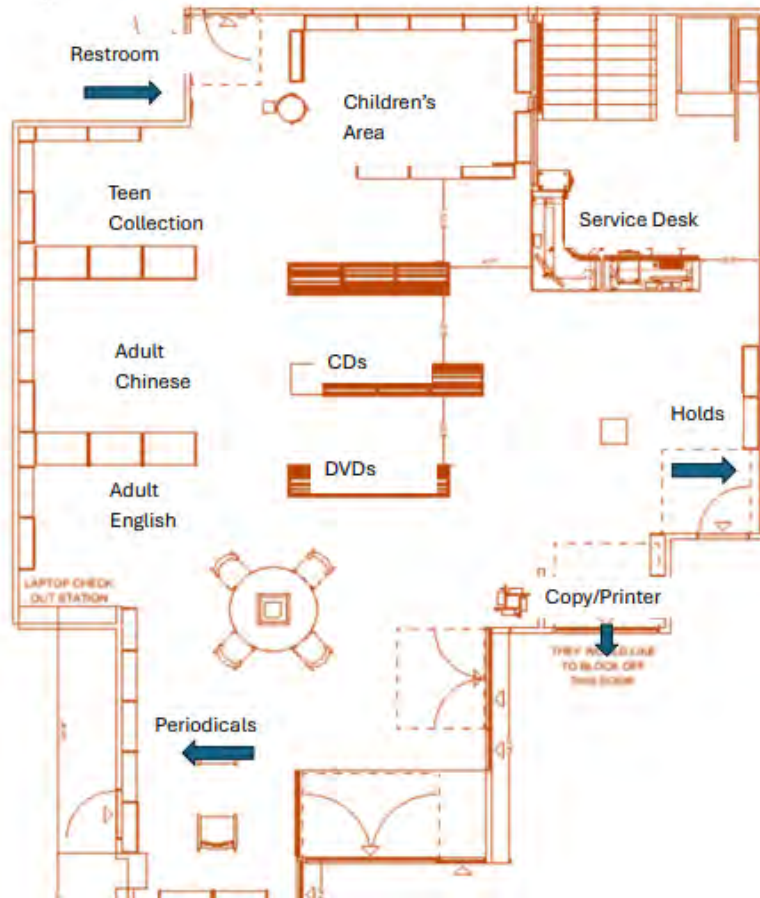 Restroom
Children's
Area
Teen
Collection
Service Desk
Adult
Chinese
CDs
Holds
DVDs
Adult
English
LAPTOP CHECK
OUT STATION
Copy/Printer
THEY WOULD LIKE
TO BLOCK OFF
THIS DOOR
Periodicals